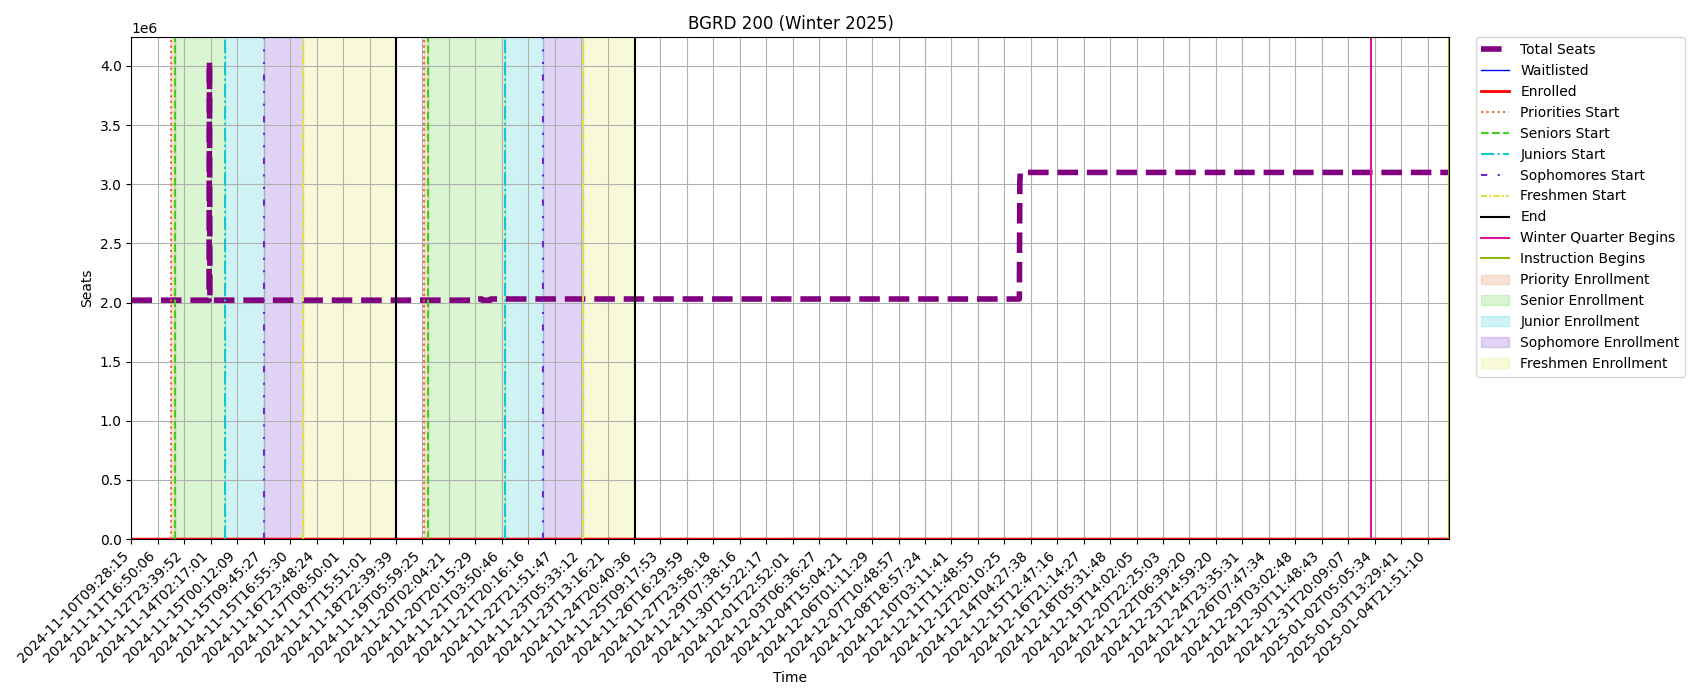 BGRD 200 (Winter 2025)
1e6
4.0
3.5
3.0
2.5
2.0
1.5
1.0
0.5
0.0
Seats
2024-11-10T09:28:15
2024-11-11T16:50:06
2024-11-12T23:39:52
2024-11-14T02:17:01
2024-11-15T00:12:09
2024-11-15T09:45:27
2024-11-15T16:55:30
2024-11-16T23:48:24
2024-11-17T08:50:01
2024-11-17T15:51:01
2024-11-18T22:39:39
2024-11-19T05:59:25
2024-11-20T02:04:21
2024-11-20T20:15:29
2024-11-21T03:50:46
2024-11-21T20:16:16
2024-11-22T21:51:47
2024-11-23T05:33:12
2024-11-23T13:16:21
2024-11-24T20:40:36
2024-11-25T09:17:53
2024-11-26T16:29:59
2024-11-27T23:58:18
2024-11-29T07:38:16
2024-11-30T15:22:17
2024-12-01T22:52:01
2024-12-03T06:36:27
2024-12-04T15:04:21
2024-12-06T01:11:29
2024-12-07T10:48:57
2024-12-08T18:57:24
2024-12-10T03:11:41
2024-12-11T11:48:55
2024-12-12T20:10:25
2024-12-14T04:27:38
2024-12-15T12:47:16
2024-12-16T21:14:27
2024-12-18T05:31:48
2024-12-19T14:02:05
2024-12-20T22:25:03
2024-12-22T06:39:20
2024-12-23T14:59:20
2024-12-24T23:35:31
2024-12-26T07:47:34
2024-12-29T03:02:48
2024-12-30T11:48:43
2024-12-31T20:09:07
2025-01-02T05:05:34
2025-01-03T13:29:41
2025-01-04T21:51:10
Time
Total Seats
Waitlisted
Enrolled
Priorities Start
Seniors Start
Juniors Start
Sophomores Start
Freshmen Start
End
Winter Quarter Begins
Instruction Begins
Priority Enrollment
Senior Enrollment
Junior Enrollment
Sophomore Enrollment
Freshmen Enrollment